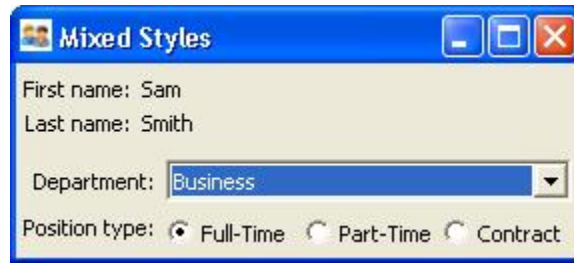 Mixed Styles
First name: Sam
Last name: Smith
Department: Business
Position type: Full-Time Part-Time Contract